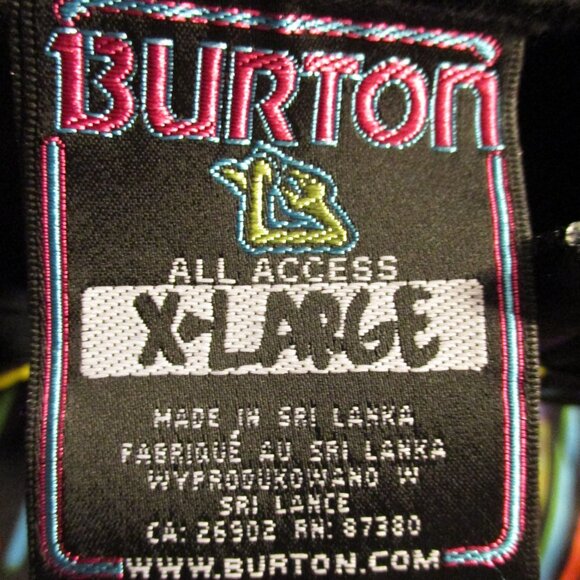 BURTON
ALL ACCESS
X-LARGE
MADE IN SRI LANKA
FABRIQUÉ AU SRI LANKA
WYPRODUKOWANO W
SRI LANCE
CA: 26902 RN: 87380
WWW.BURTON.COM